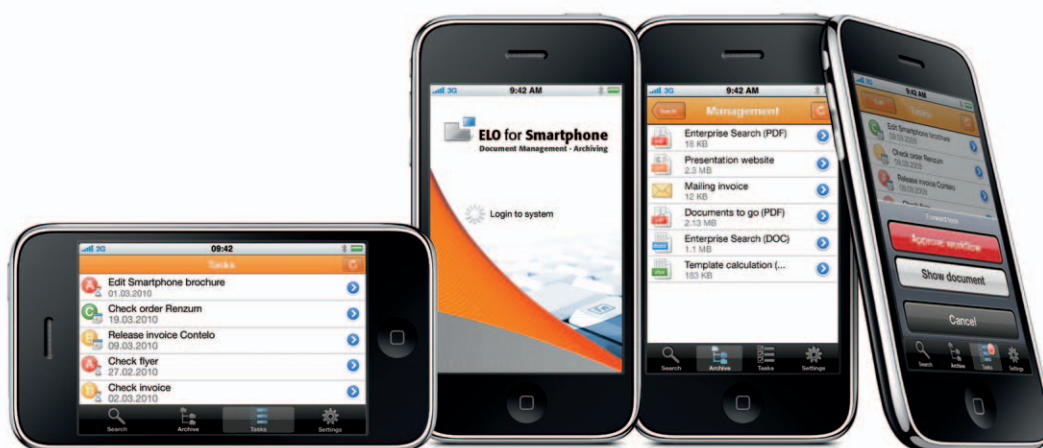 3G 09:42
Tasks
Edit Smartphone brochure
01.03.2010
Check order Renzum
19.03.2010
Release invoice Contelo
09.03.2010
Check flyer
27.02.2010
Check invoice
02.03.2010
Search Archive Tasks Settings
3G 9:42 AM
ELO for Smartphone
Document Management - Archiving
Login to system
3G 9:42 AM
Management
Enterprise Search (PDF)
18 KB
Presentation website
2.3 MB
Mailing invoice
12 KB
Documents to go (PDF)
2.13 MB
Enterprise Search (DOC)
1.1 MB
Template calculation (...
183 KB
Search Archive Tasks Settings
3G 9:42 AM
Tasks
Edit Smartphone brochure
Check order Renzum
Release invoice Contelo
Approve workflow
Show document
Cancel
Search Archive Tasks Settings